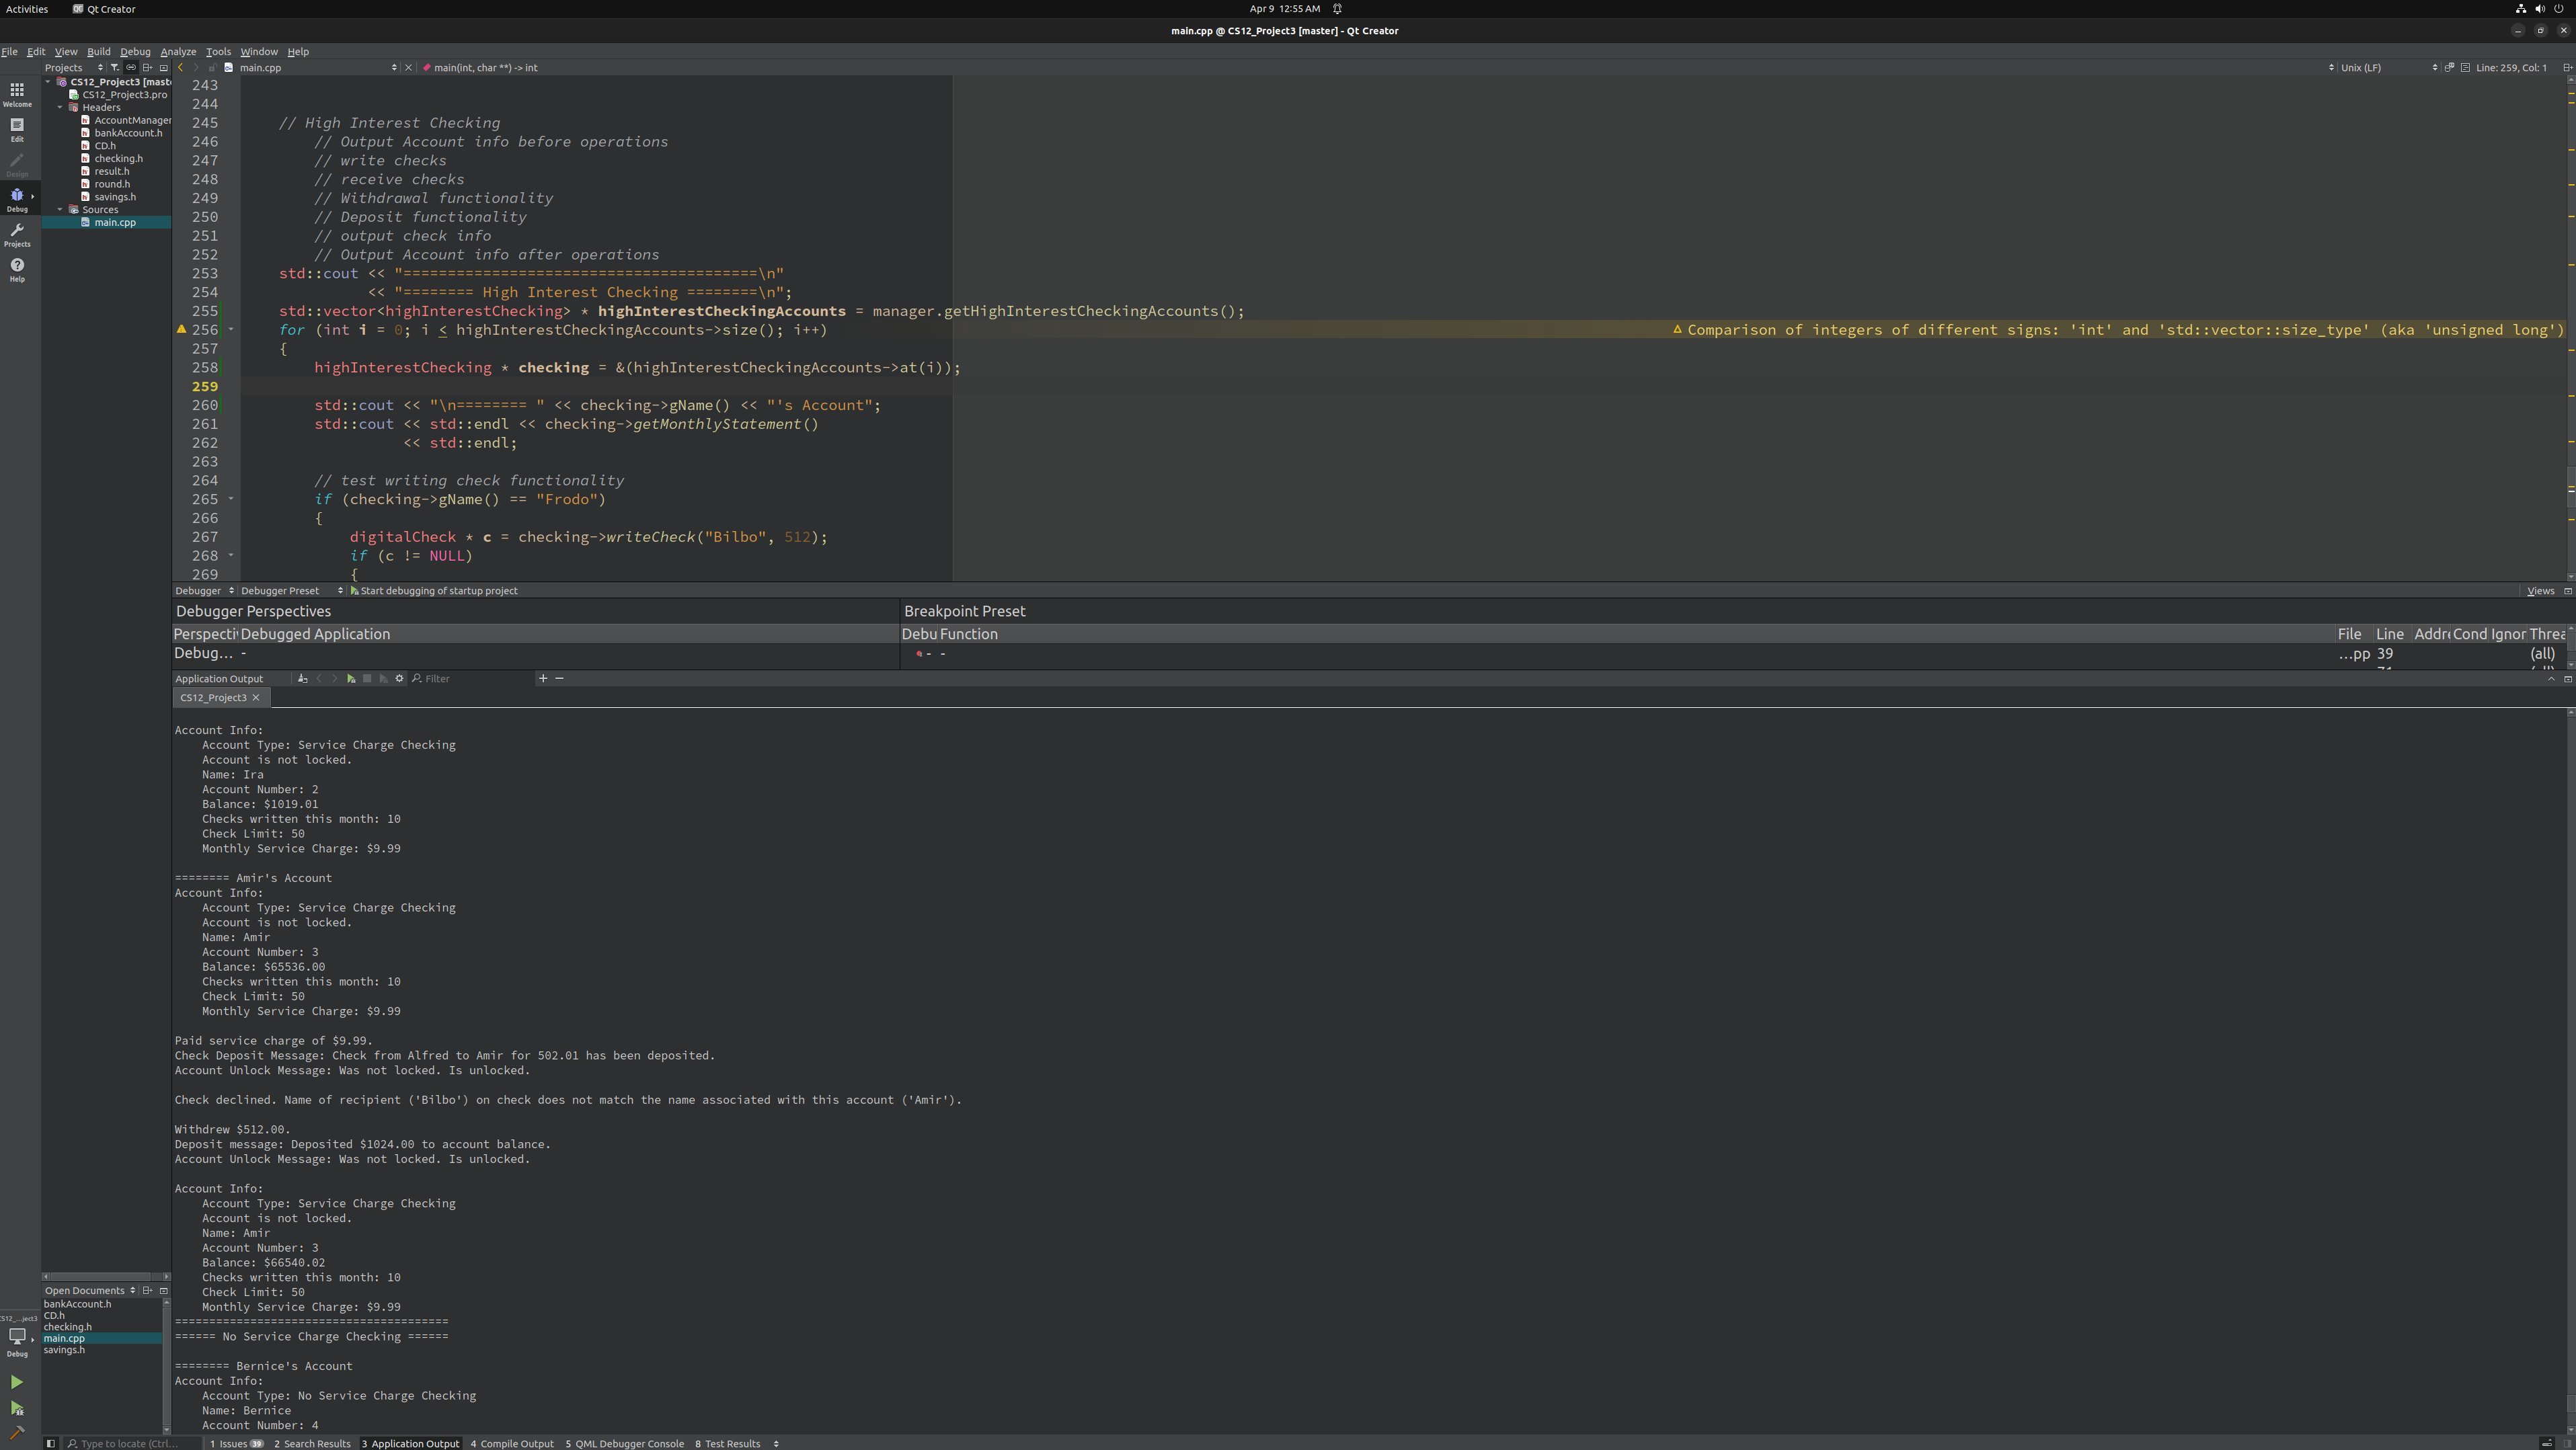 Activities Qt Creator Apr 9 12:55 AM
main.cpp @ CS12_Project3 [master] - Qt Creator
File Edit View Build Debug Analyze Tools Window Help
Projects main.cpp main(int, char **) -> int Unix (LF) Line: 259, Col: 1
Welcome
Edit
Design
Debug
Projects
Help
CS12_Project3 [maste
CS12_Project3.pro
Headers
AccountManager
bankAccount.h
CD.h
checking.h
result.h
round.h
savings.h
Sources
main.cpp
243
244
245 // High Interest Checking
246 // Output Account info before operations
247 // write checks
248 // receive checks
249 // Withdrawal functionality
250 // Deposit functionality
251 // output check info
252 // Output Account info after operations
253 std::cout << "========================================\n"
254 << "======== High Interest Checking ========\n";
255 std::vector<highInterestChecking> * highInterestCheckingAccounts = manager.getHighInterestCheckingAccounts();
256 for (int i = 0; i < highInterestCheckingAccounts->size(); i++) Comparison of integers of different signs: 'int' and 'std::vector::size_type' (aka 'unsigned long')
257 {
258 highInterestChecking * checking = &(highInterestCheckingAccounts->at(i));
259
260 std::cout << "\n======== " << checking->gName() << "'s Account";
261 std::cout << std::endl << checking->getMonthlyStatement()
262 << std::endl;
263
264 // test writing check functionality
265 if (checking->gName() == "Frodo")
266 {
267 digitalCheck * c = checking->writeCheck("Bilbo", 512);
268 if (c != NULL)
269 {
Debugger Debugger Preset Start debugging of startup project Views
Debugger Perspectives Breakpoint Preset
Perspecti Debugged Application Debu Function File Line Addre Cond Ignor Threa
Debug... - - - ...pp 39 (all)
Application Output Filter
CS12_Project3
Account Info:
Account Type: Service Charge Checking
Account is not locked.
Name: Ira
Account Number: 2
Balance: $1019.01
Checks written this month: 10
Check Limit: 50
Monthly Service Charge: $9.99
======== Amir's Account
Account Info:
Account Type: Service Charge Checking
Account is not locked.
Name: Amir
Account Number: 3
Balance: $65536.00
Checks written this month: 10
Check Limit: 50
Monthly Service Charge: $9.99
Paid service charge of $9.99.
Check Deposit Message: Check from Alfred to Amir for 502.01 has been deposited.
Account Unlock Message: Was not locked. Is unlocked.
Check declined. Name of recipient ('Bilbo') on check does not match the name associated with this account ('Amir').
Withdrew $512.00.
Deposit message: Deposited $1024.00 to account balance.
Account Unlock Message: Was not locked. Is unlocked.
Account Info:
Account Type: Service Charge Checking
Account is not locked.
Name: Amir
Account Number: 3
Balance: $66540.02
Checks written this month: 10
Check Limit: 50
Monthly Service Charge: $9.99
========================================
====== No Service Charge Checking ======
======== Bernice's Account
Account Info:
Account Type: No Service Charge Checking
Name: Bernice
Account Number: 4
Open Documents
bankAccount.h
CD.h
checking.h
main.cpp
savings.h
CS12_...ject3
Debug
Type to locate (Ctrl... 1 Issues 39 2 Search Results 3 Application Output 4 Compile Output 5 QML Debugger Console 8 Test Results